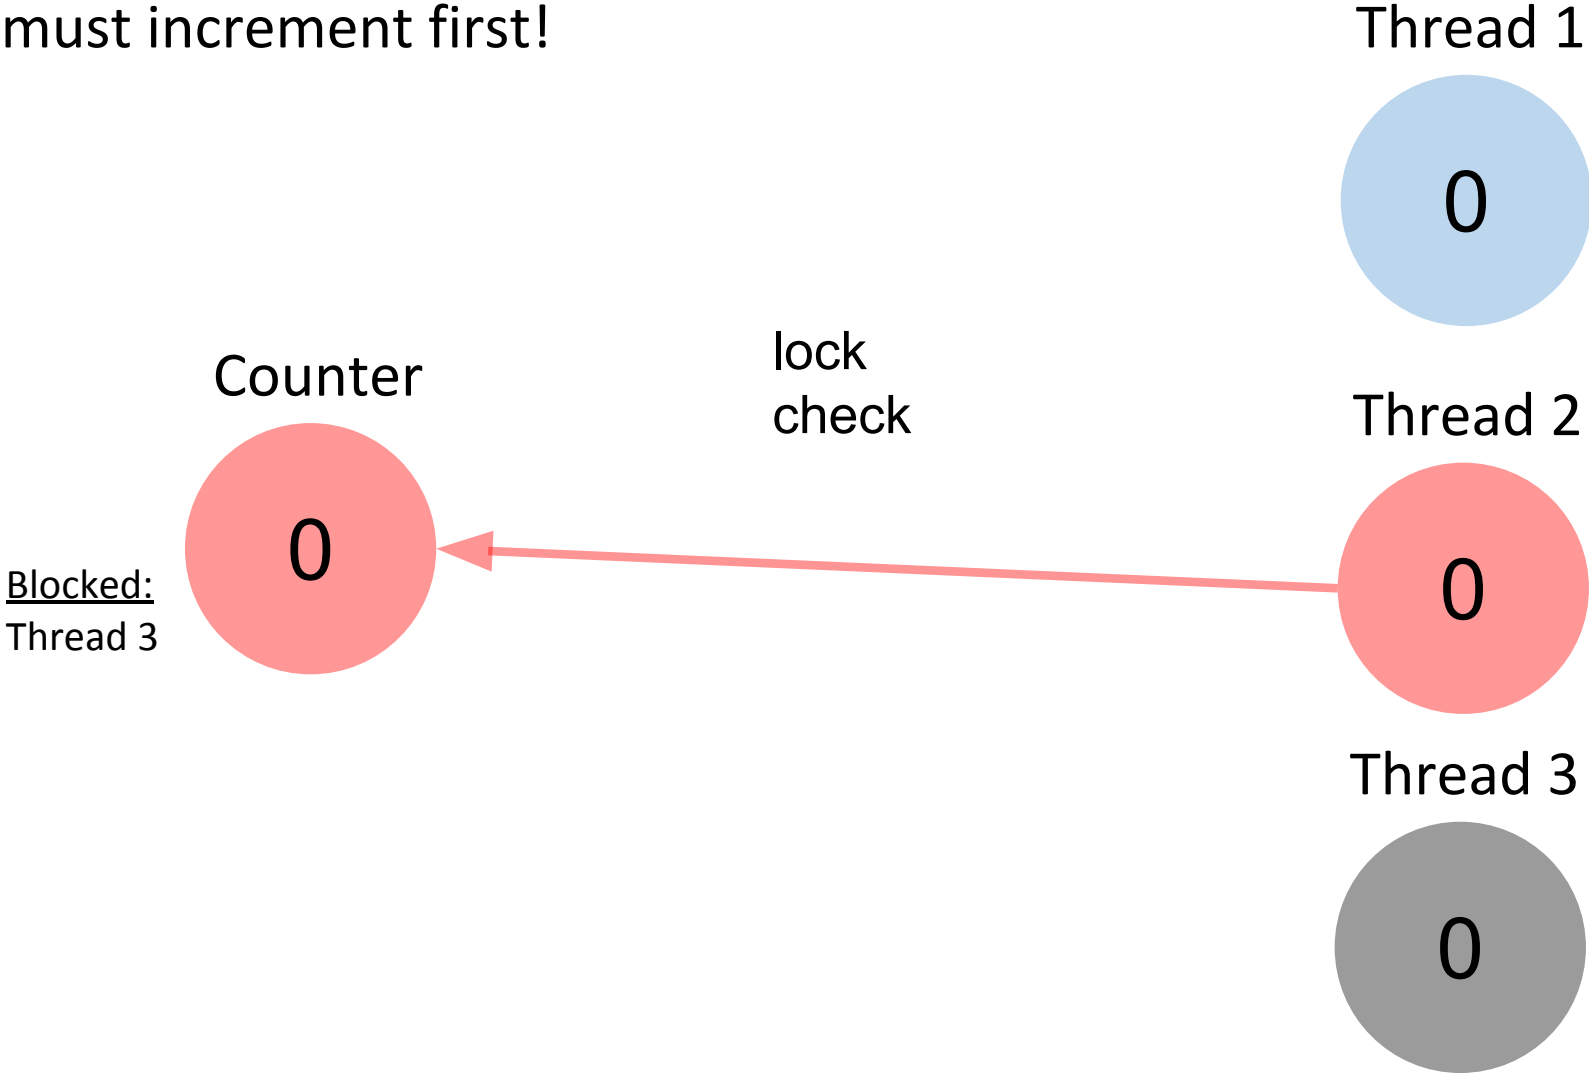 must increment first!
Thread 1
0
lock
check
Counter
0
Thread 2
0
Blocked:
Thread 3
Thread 3
0